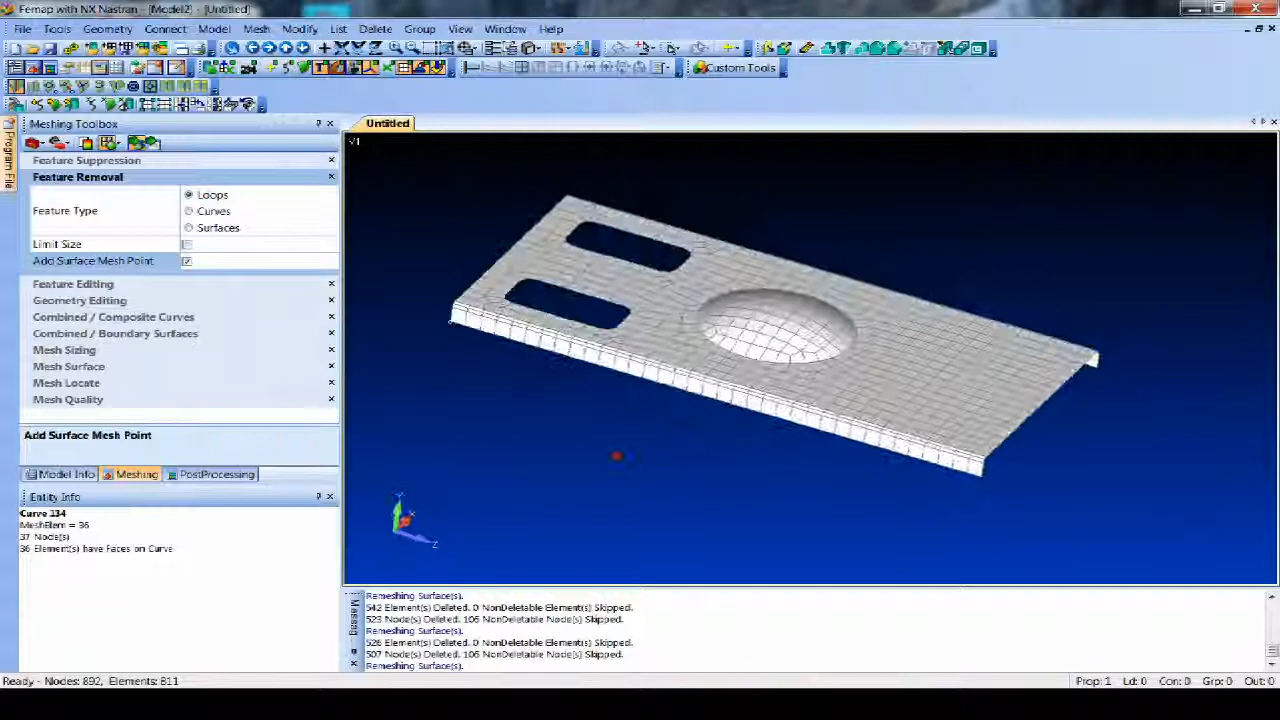 Femap with NX Nastran - [Model2] - [Untitled]
File Tools Geometry Connect Model Mesh Modify List Delete Group View Window Help
Custom Tools
Meshing Toolbox
Untitled
Program File
V1
Feature Suppression
Feature Removal
Feature Type
Loops
Curves
Surfaces
Limit Size
Add Surface Mesh Point
Feature Editing
Geometry Editing
Combined / Composite Curves
Combined / Boundary Surfaces
Mesh Sizing
Mesh Surface
Mesh Locate
Mesh Quality
Add Surface Mesh Point
Model Info Meshing PostProcessing
Entity Info
Curve 134
MeshElem = 36
37 Node(s)
36 Element(s) have Faces on Curve
Y
X
Z
Messag
Remeshing Surface(s).
542 Element(s) Deleted. 0 NonDeletable Element(s) Skipped.
523 Node(s) Deleted. 106 NonDeletable Node(s) Skipped.
Remeshing Surface(s).
526 Element(s) Deleted. 0 NonDeletable Element(s) Skipped.
507 Node(s) Deleted. 106 NonDeletable Node(s) Skipped.
Remeshing Surface(s).
Ready - Nodes: 892, Elements: 811
Prop: 1 Ld: 0 Con: 0 Grp: 0 Out: 0